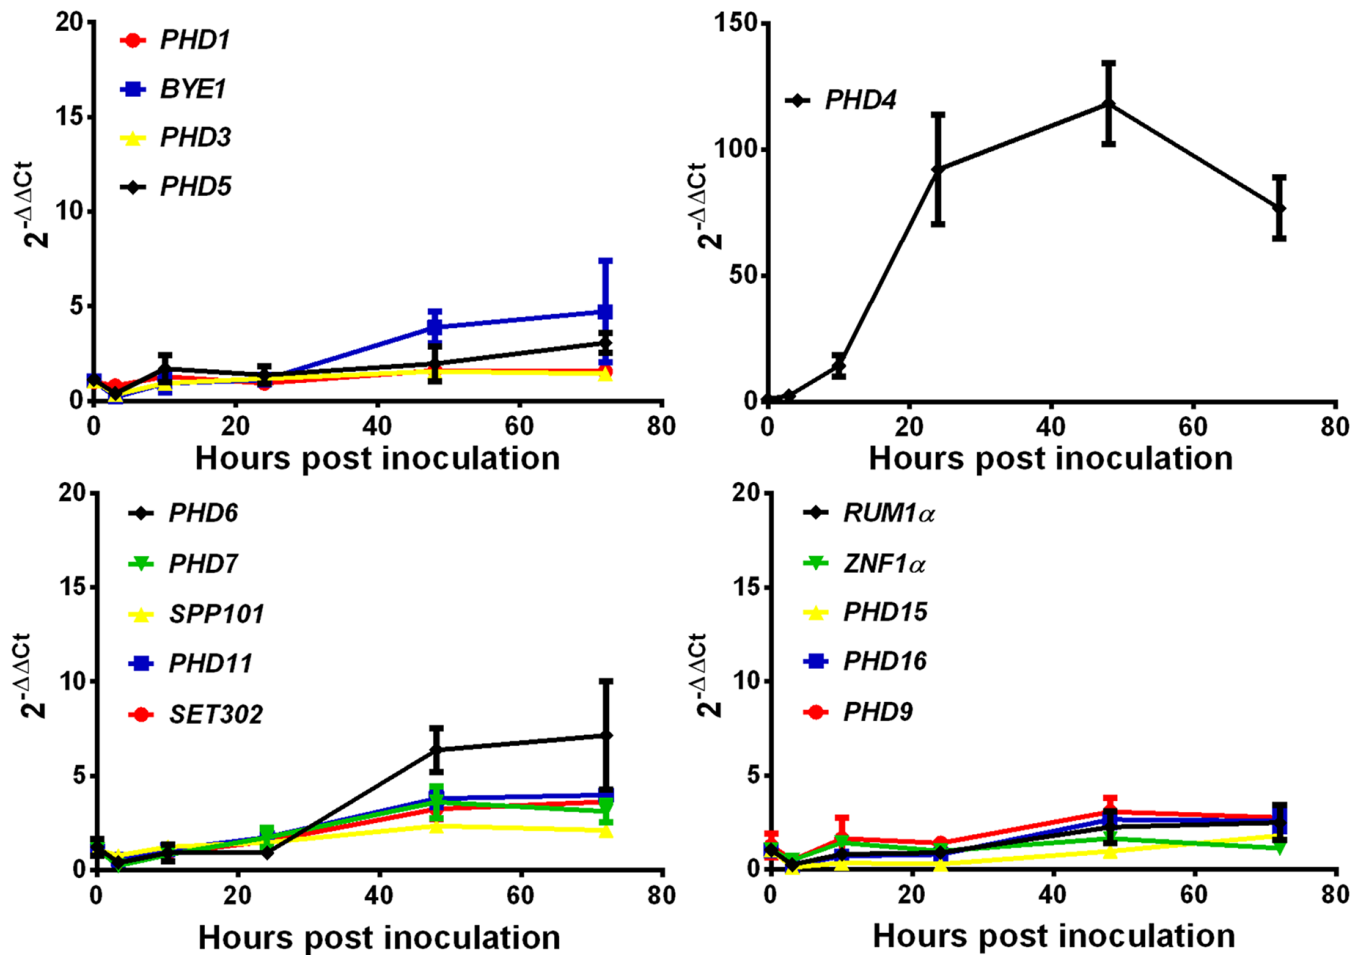 20
15
10
5
0
2^-ΔΔCt
PHD1
BYE1
PHD3
PHD5
0 20 40 60 80
Hours post inoculation
150
100
50
0
2^-ΔΔCt
PHD4
0 20 40 60 80
Hours post inoculation
20
15
10
5
0
2^-ΔΔCt
PHD6
PHD7
SPP101
PHD11
SET302
0 20 40 60 80
Hours post inoculation
20
15
10
5
0
2^-ΔΔCt
RUM1α
ZNF1α
PHD15
PHD16
PHD9
0 20 40 60 80
Hours post inoculation